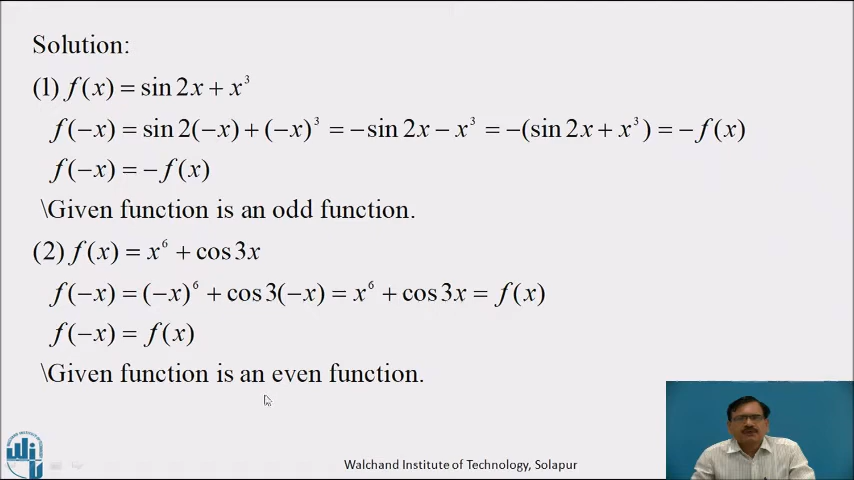 Solution:
(1) f(x) = sin 2x + x³
f(−x) = sin 2(−x) + (−x)³ = −sin 2x − x³ = −(sin 2x + x³) = −f(x)
f(−x) = −f(x)
\Given function is an odd function.
(2) f(x) = x⁶ + cos 3x
f(−x) = (−x)⁶ + cos 3(−x) = x⁶ + cos 3x = f(x)
f(−x) = f(x)
\Given function is an even function.
Walchand Institute of Technology, Solapur